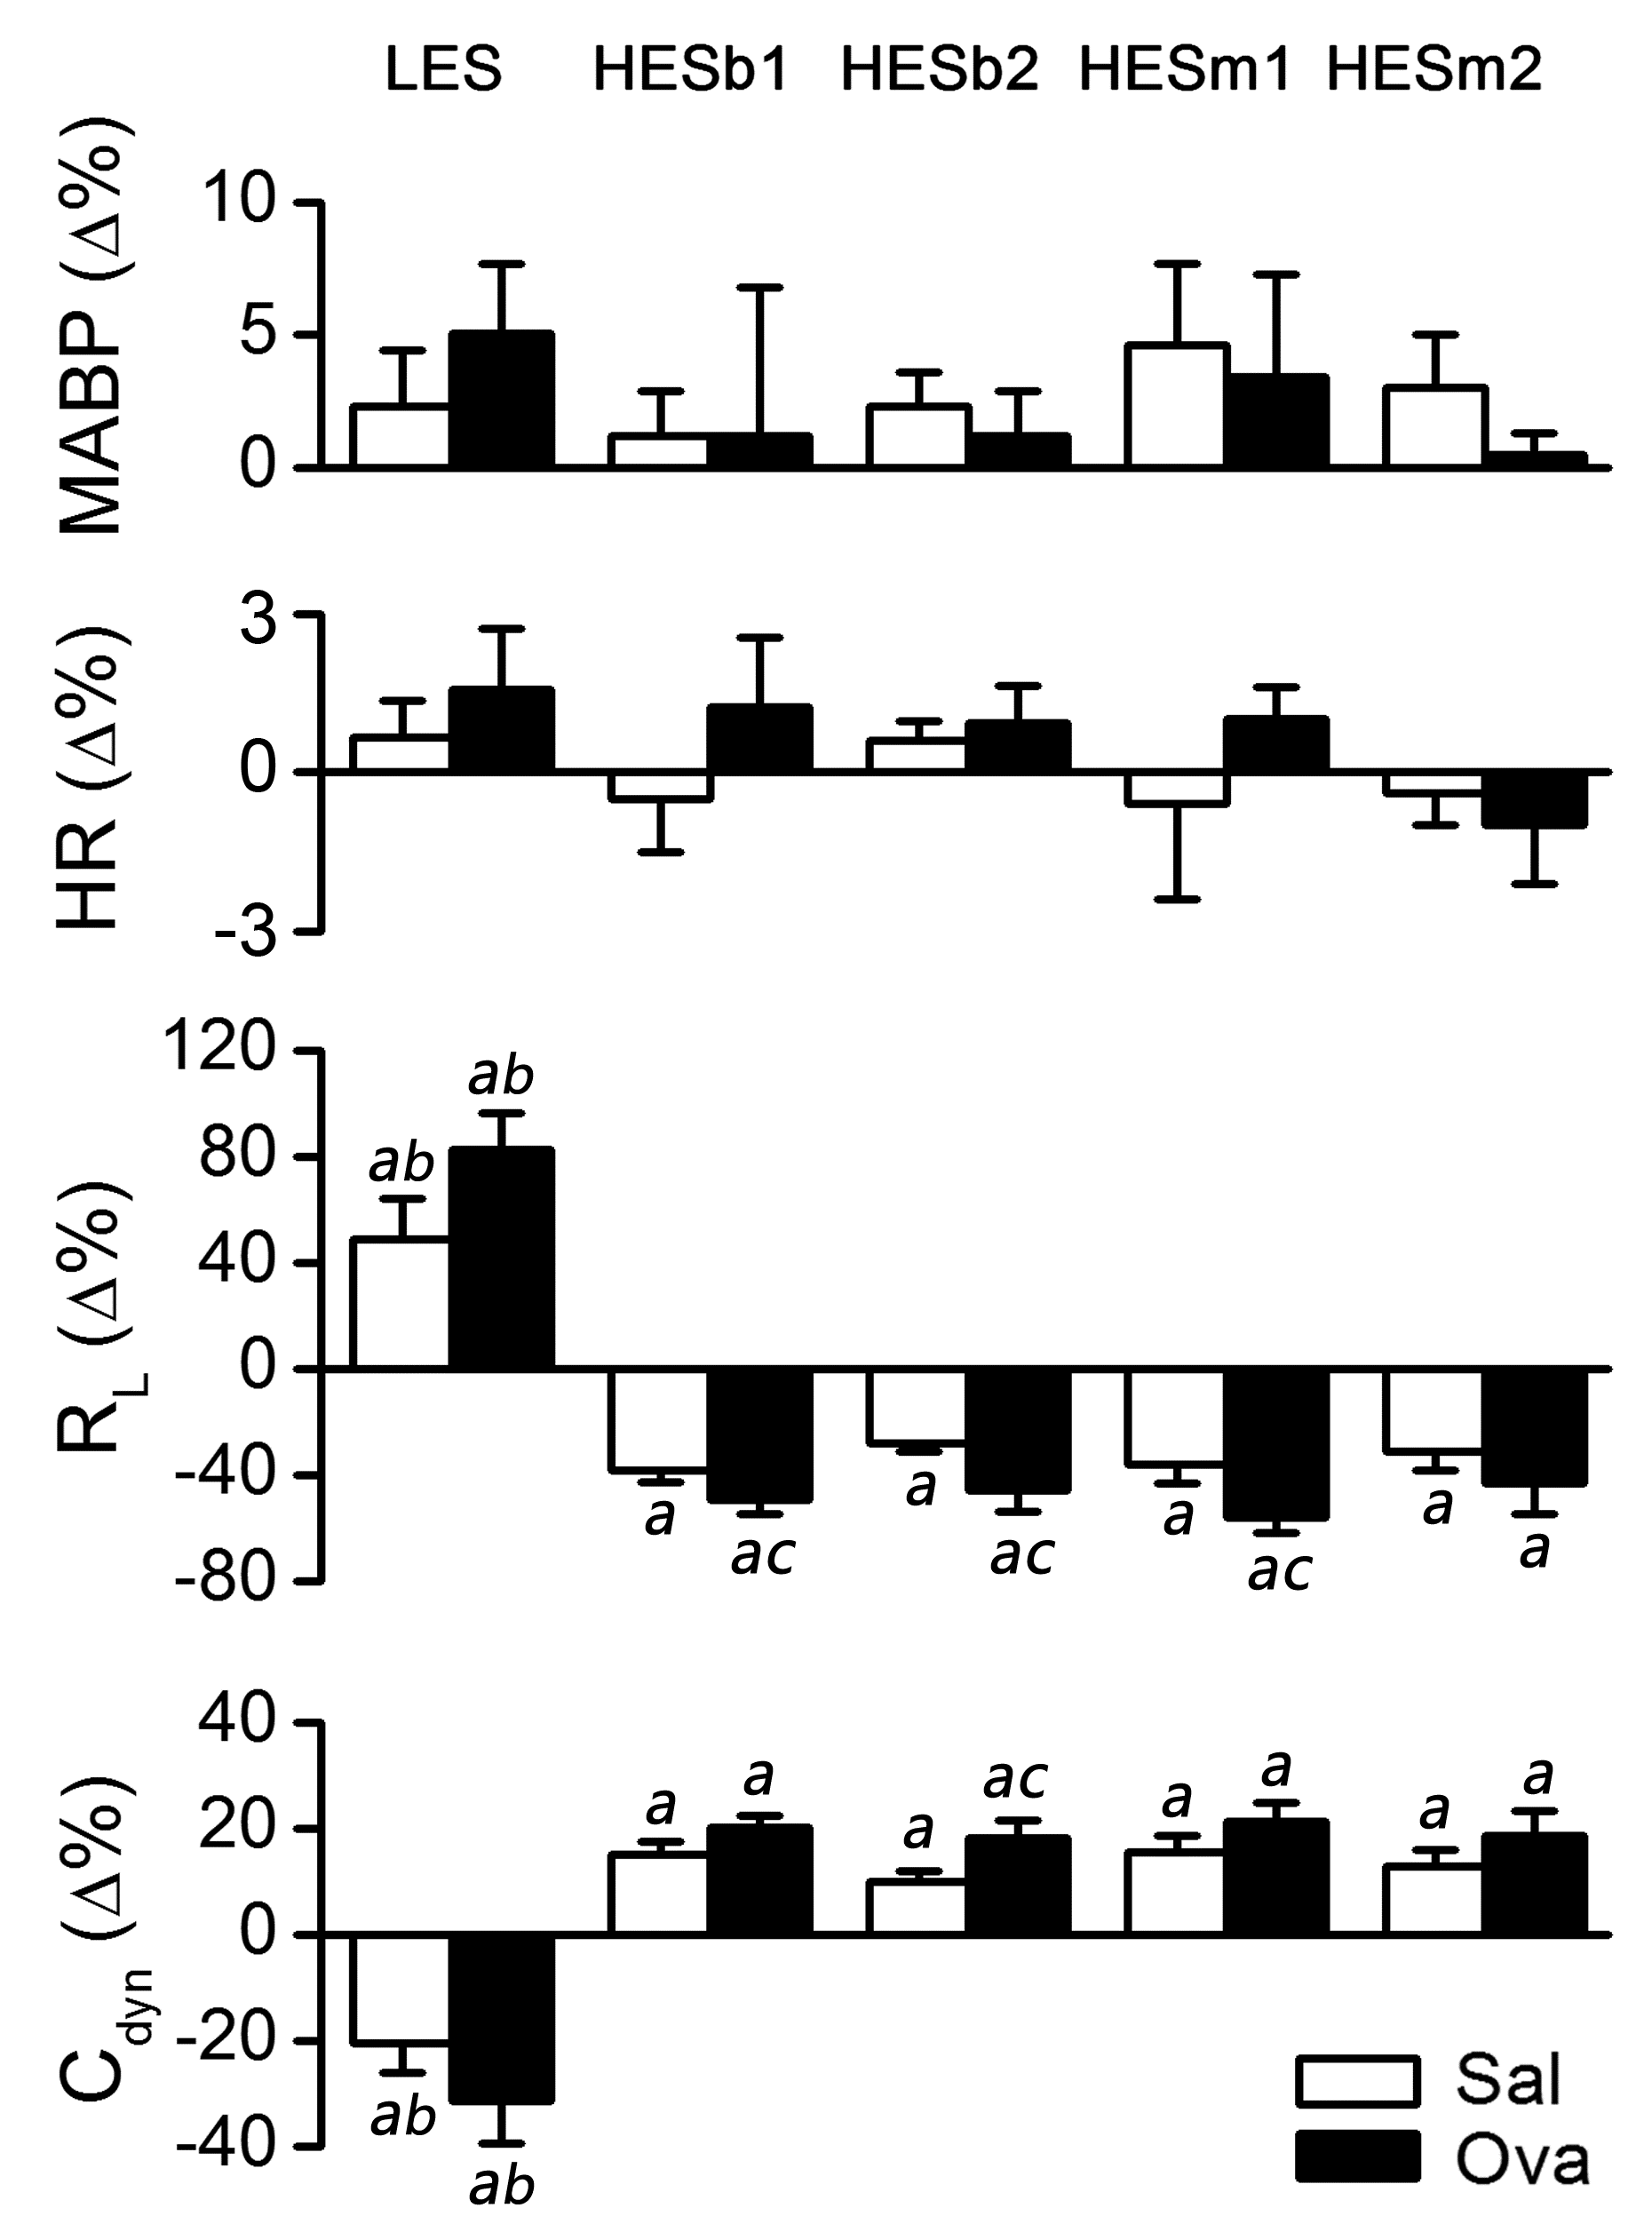 LES HESb1 HESb2 HESm1 HESm2
MABP (Δ%)
10
5
0
HR (Δ%)
3
0
-3
R_L (Δ%)
120
80
40
0
-40
-80
ab
ab
a
ac
a
ac
a
ac
a
a
C_dyn (Δ%)
40
20
0
-20
-40
ab
ab
a
a
a
ac
a
a
a
a
Sal
Ova